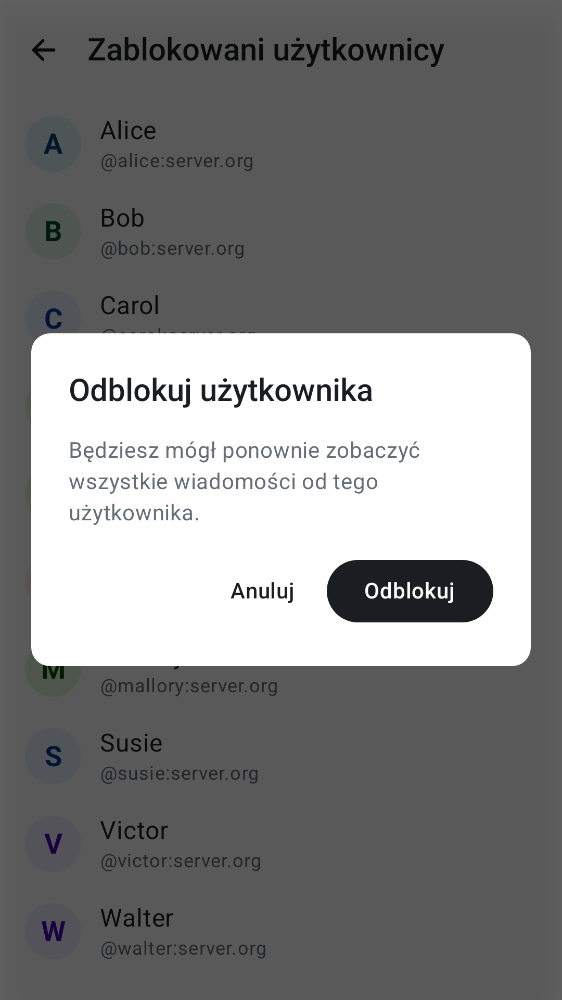 Zablokowani użytkownicy
A
Alice
@alice:server.org
B
Bob
@bob:server.org
C
Carol
Odblokuj użytkownika
Będziesz mógł ponownie zobaczyć
wszystkie wiadomości od tego
użytkownika.
Anuluj
Odblokuj
M
@mallory:server.org
S
Susie
@susie:server.org
V
Victor
@victor:server.org
W
Walter
@walter:server.org